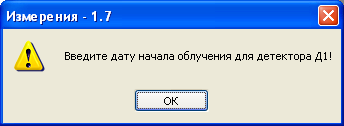 Измерения - 1.7
Введите дату начала облучения для детектора Д1!
OK